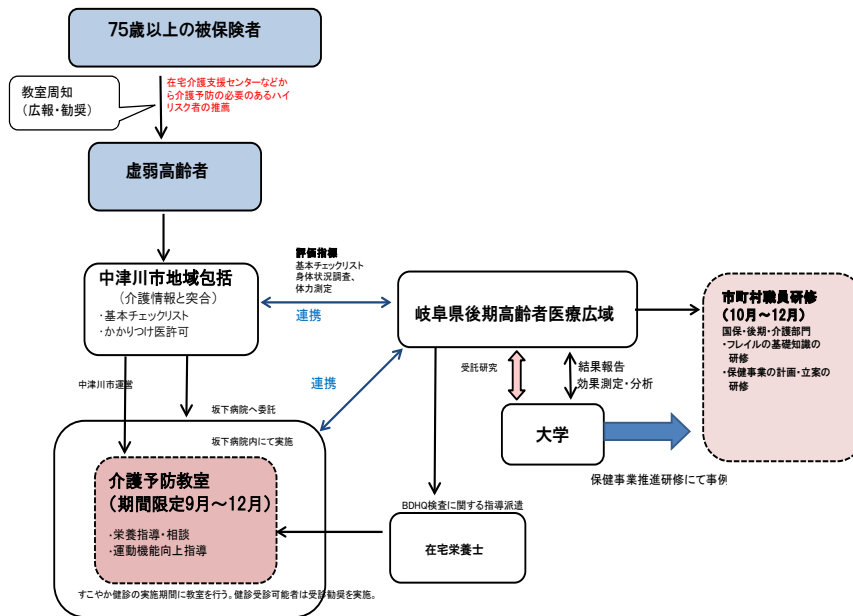 75歳以上の被保険者
教室周知
（広報・勧奨）
在宅介護支援センターなどか
ら介護予防の必要のあるハイ
リスク者の推薦
虚弱高齢者
中津川市地域包括
（介護情報と突合）
・基本チェックリスト
・かかりつけ医許可
評価指標
基本チェックリスト
身体状況調査、
体力測定
連携
岐阜県後期高齢者医療広域
市町村職員研修
(10月～12月)
国保・後期・介護部門
・フレイルの基礎知識の
研修
・保健事業の計画・立案の
研修
中津川市運営
坂下病院へ委託
連携
受託研究
結果報告
効果測定・分析
大学
保健事業推進研修にて事例
坂下病院内にて実施
介護予防教室
(期間限定9月～12月)
・栄養指導・相談
・運動機能向上指導
BDHQ検査に関する指導派遣
在宅栄養士
すこやか健診の実施期間に教室を行う。健診受診可能者は受診勧奨を実施。